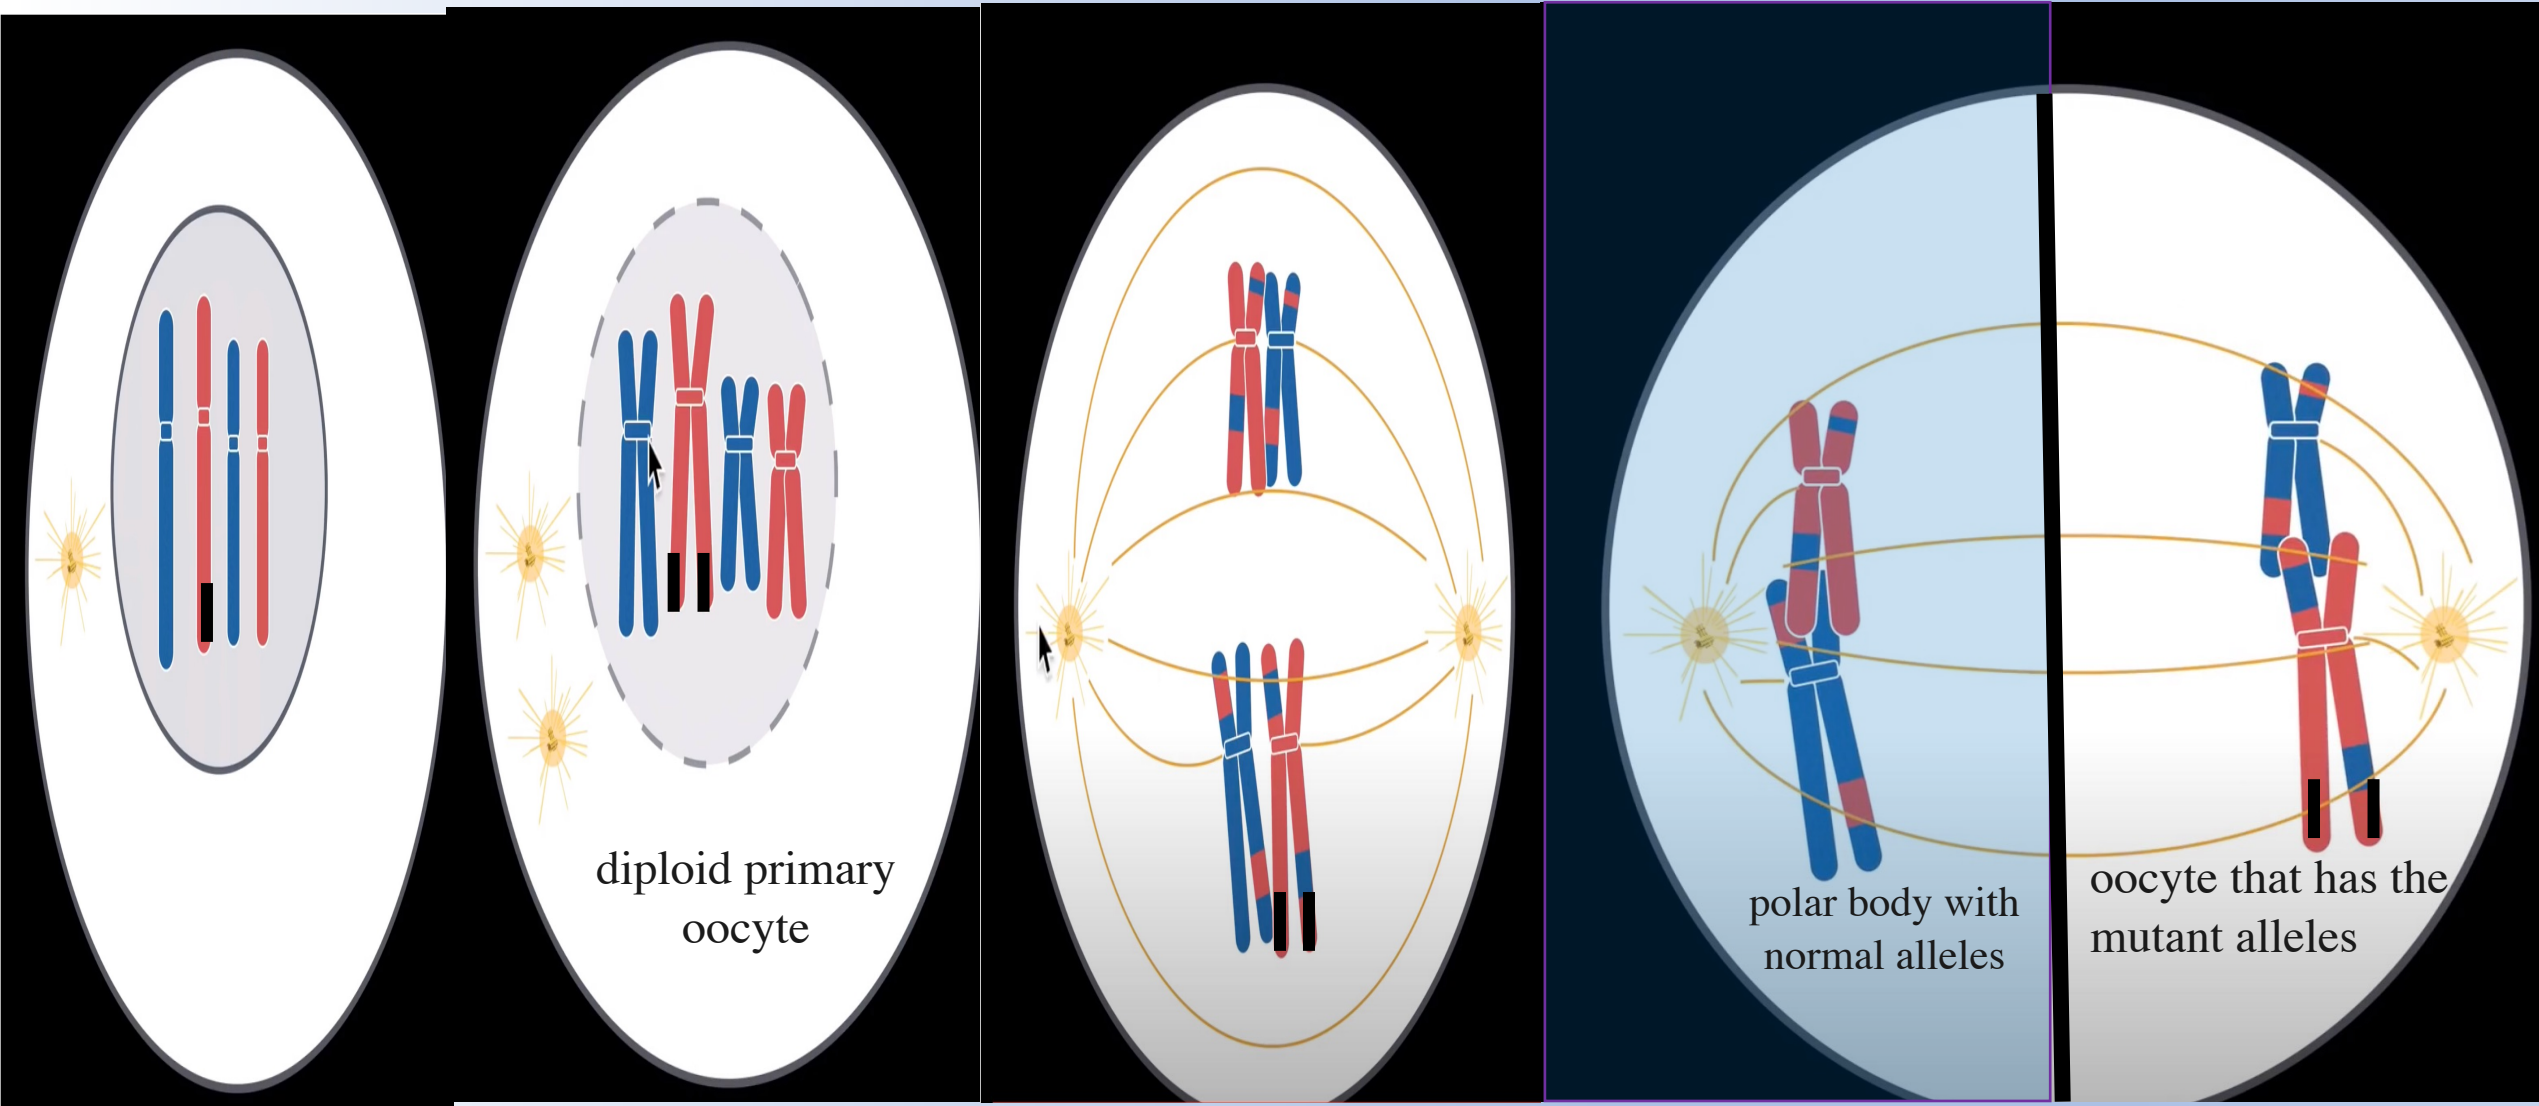 diploid primary
oocyte
polar body with
normal alleles
oocyte that has the
mutant alleles